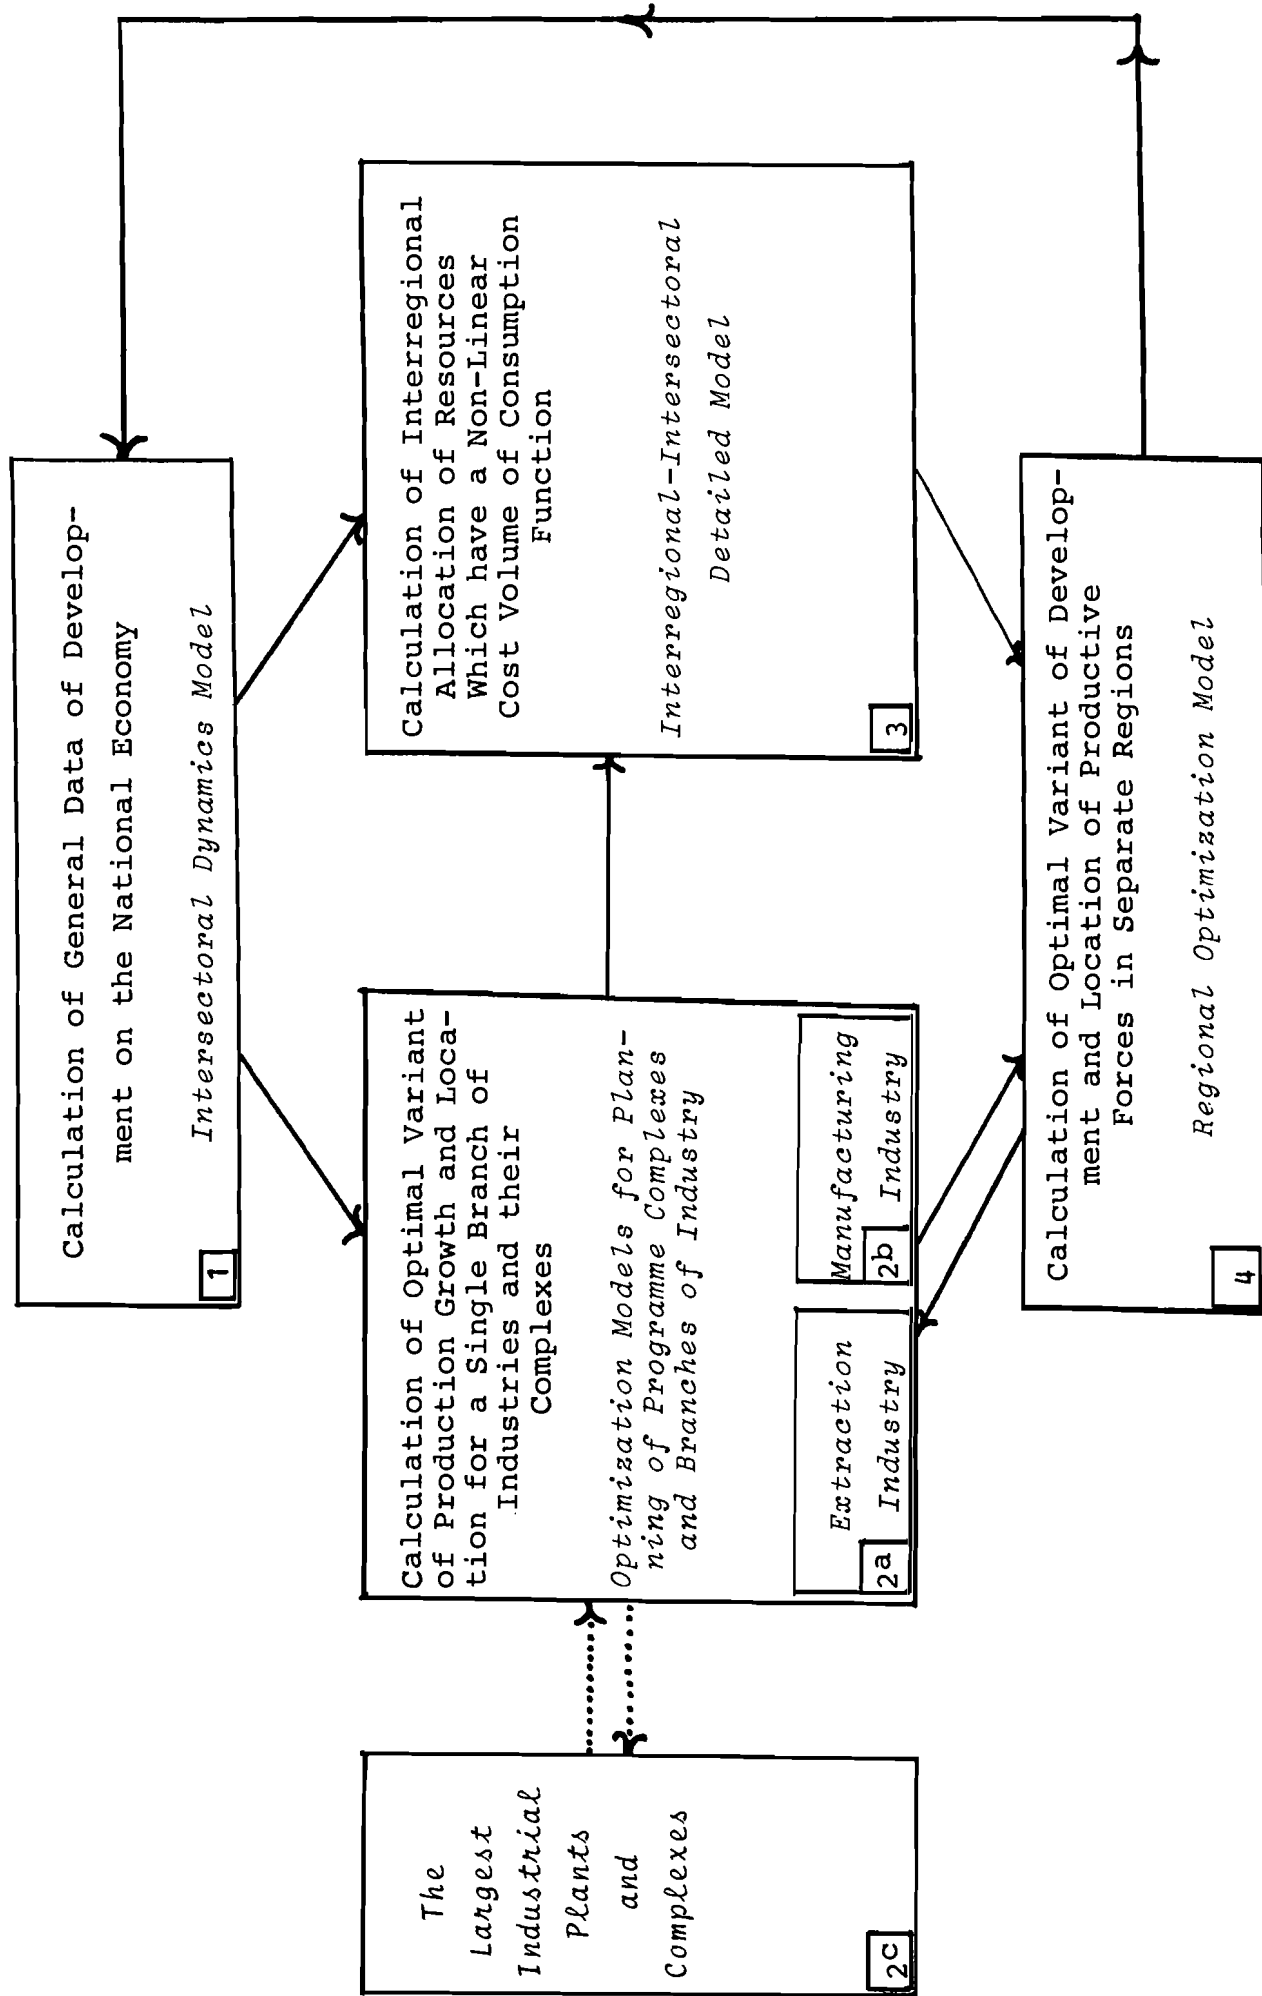 Calculation of General Data of Develop-
ment on the National Economy
Intersectoral Dynamics Model
1
The
Largest
Industrial
Plants
and
Complexes
2c
Calculation of Optimal Variant
of Production Growth and Loca-
tion for a Single Branch of
Industries and their
Complexes
Optimization Models for Plan-
ning of Programme Complexes
and Branches of Industry
Extraction
2a Industry
Manufacturing
2b Industry
Calculation of Interregional
Allocation of Resources
Which have a Non-Linear
Cost Volume of Consumption
Function
Interregional-Intersectoral
Detailed Model
3
Calculation of Optimal Variant of Develop-
ment and Location of Productive
Forces in Separate Regions
Regional Optimization Model
4